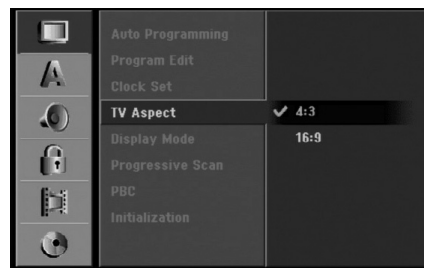 Auto Programming
Program Edit
Clock Set
TV Aspect
✔ 4:3
Display Mode
16:9
Progressive Scan
PBC
Initialization
A